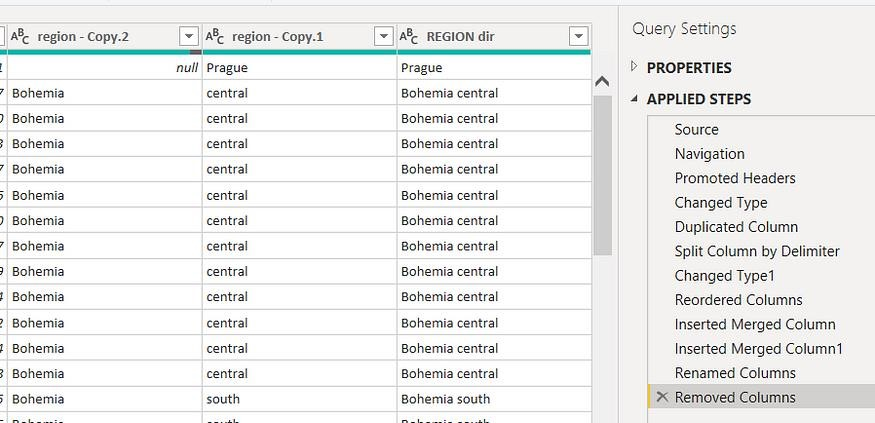 Query Settings
ABC region - Copy.2 ABC region - Copy.1 ABC REGION dir
null Prague Prague
Bohemia central Bohemia central
Bohemia central Bohemia central
Bohemia central Bohemia central
Bohemia central Bohemia central
Bohemia central Bohemia central
Bohemia central Bohemia central
Bohemia central Bohemia central
Bohemia central Bohemia central
Bohemia central Bohemia central
Bohemia central Bohemia central
Bohemia central Bohemia central
Bohemia central Bohemia central
Bohemia south Bohemia south
PROPERTIES
APPLIED STEPS
Source
Navigation
Promoted Headers
Changed Type
Duplicated Column
Split Column by Delimiter
Changed Type1
Reordered Columns
Inserted Merged Column
Inserted Merged Column1
Renamed Columns
Removed Columns